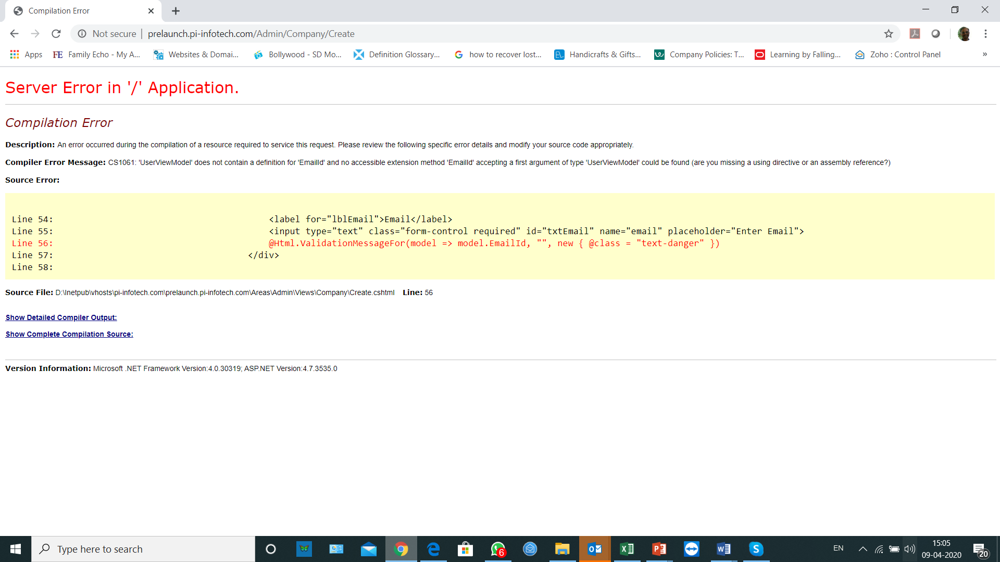 Compilation Error
Not secure | prelaunch.pi-infotech.com/Admin/Company/Create
Apps FE Family Echo - My A... Websites & Domai... Bollywood - SD Mo... Definition Glossary... how to recover lost... Handicrafts & Gifts... Company Policies: T... Learning by Falling... Zoho : Control Panel »
Server Error in '/' Application.
Compilation Error
Description: An error occurred during the compilation of a resource required to service this request. Please review the following specific error details and modify your source code appropriately.
Compiler Error Message: CS1061: 'UserViewModel' does not contain a definition for 'EmailId' and no accessible extension method 'EmailId' accepting a first argument of type 'UserViewModel' could be found (are you missing a using directive or an assembly reference?)
Source Error:
Line 54: <label for="lblEmail">Email</label>
Line 55: <input type="text" class="form-control required" id="txtEmail" name="email" placeholder="Enter Email">
Line 56: @Html.ValidationMessageFor(model => model.EmailId, "", new { @class = "text-danger" })
Line 57: </div>
Line 58:
Source File: D:\Inetpub\vhosts\pi-infotech.com\prelaunch.pi-infotech.com\Areas\Admin\Views\Company\Create.cshtml Line: 56
Show Detailed Compiler Output:
Show Complete Compilation Source:
Version Information: Microsoft .NET Framework Version:4.0.30319; ASP.NET Version:4.7.3535.0
Type here to search
6
EN
15:05
09-04-2020
20